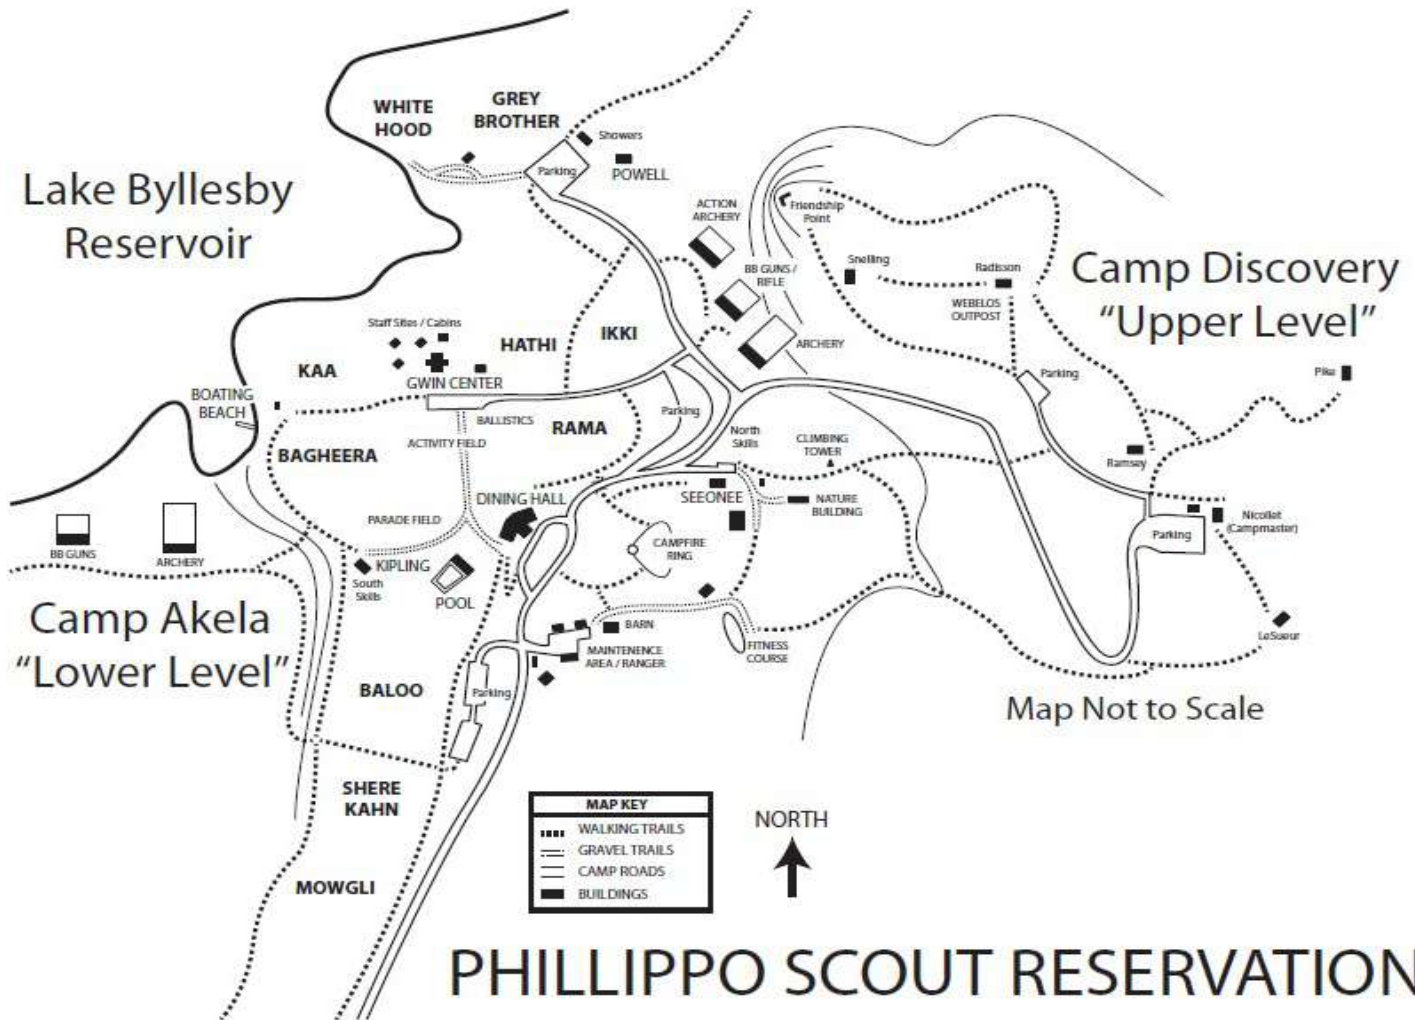 WHITE
HOOD
GREY
BROTHER
Showers
Parking
POWELL
Lake Byllesby
Reservoir
ACTION
ARCHERY
Friendship
Point
BB GUNS /
RIFLE
Snelling
Radisson
WEBELOS
OUTPOST
Camp Discovery
"Upper Level"
Staff Sites / Cabins
HATHI
IKKI
ARCHERY
KAA
GWIN CENTER
Parking
Pike
BOATING
BEACH
BALLISTICS
RAMA
Parking
ACTIVITY FIELD
North
Skills
CLIMBING
TOWER
BAGHEERA
Ramsey
SEEONEE
NATURE
BUILDING
DINING HALL
PARADE FIELD
Nicollet
(Campmaster)
Parking
BB GUNS
ARCHERY
CAMPFIRE
RING
KIPLING
South
Skills
POOL
Camp Akela
"Lower Level"
BARN
MAINTENENCE
AREA / RANGER
FITNESS
COURSE
LeSueur
BALOO
Parking
Map Not to Scale
SHERE
KAHN
MAP KEY
WALKING TRAILS
GRAVEL TRAILS
CAMP ROADS
BUILDINGS
NORTH
MOWGLI
PHILLIPPO SCOUT RESERVATION